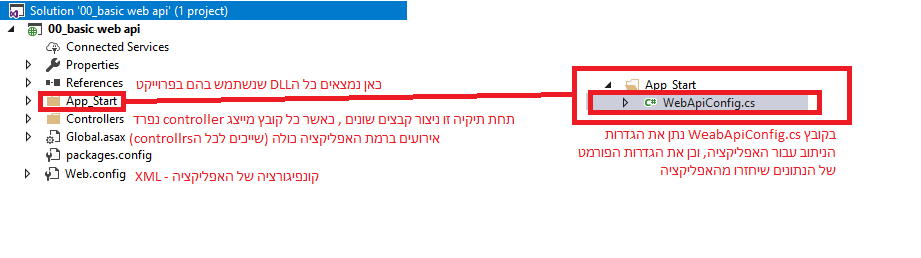 Solution '00_basic web api' (1 project)
00_basic web api
Connected Services
Properties
References כאן נמצאים כל הDLL שנשתמש בהם בפרוייקט
App_Start
Controllers תחת תיקיה זו ניצור קבצים שונים , כאשר כל קובץ מייצג controller נפרד
Global.asax אירועים ברמת האפליקציה כולה (שייכים לכל הcontrollrs)
packages.config
Web.config קונפיגורציה של האפליקציה - XML
App_Start
C# WebApiConfig.cs
בקובץ WeabApiConfig.cs נתן את הגדרות
הניתוב עבור האפליקציה, וכן את הגדרות הפורמט
של הנתונים שיחזרו מהאפליקציה